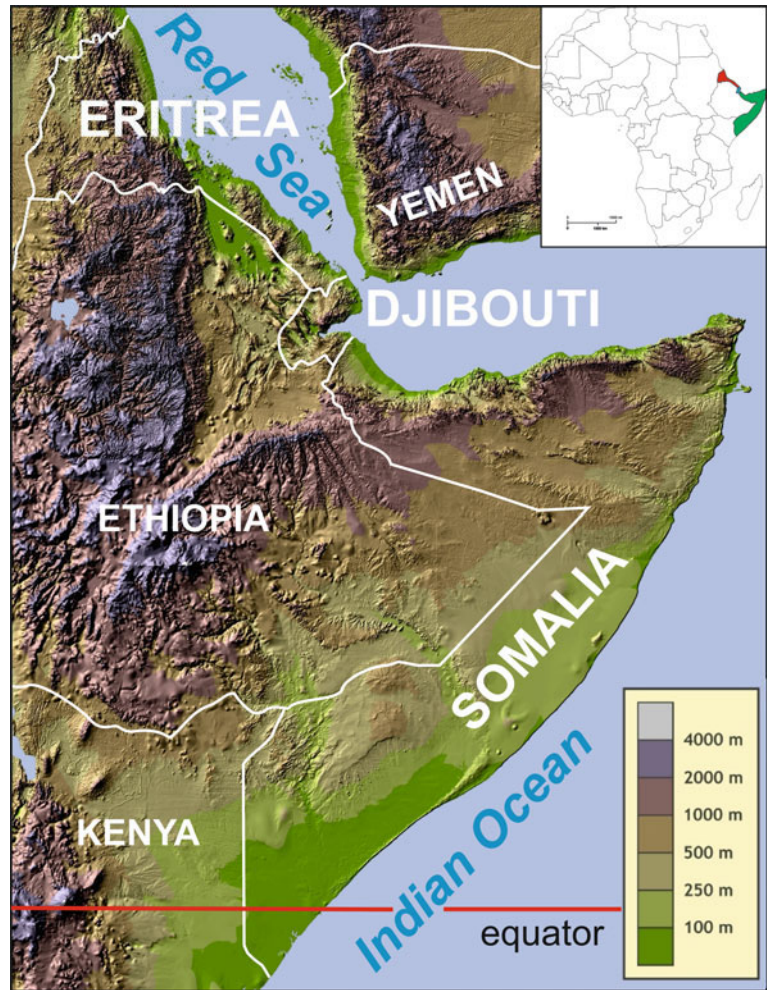 Red
Sea
ERITREA
YEMEN
DJIBOUTI
ETHIOPIA
SOMALIA
KENYA
Indian Ocean
equator
4000 m
2000 m
1000 m
500 m
250 m
100 m